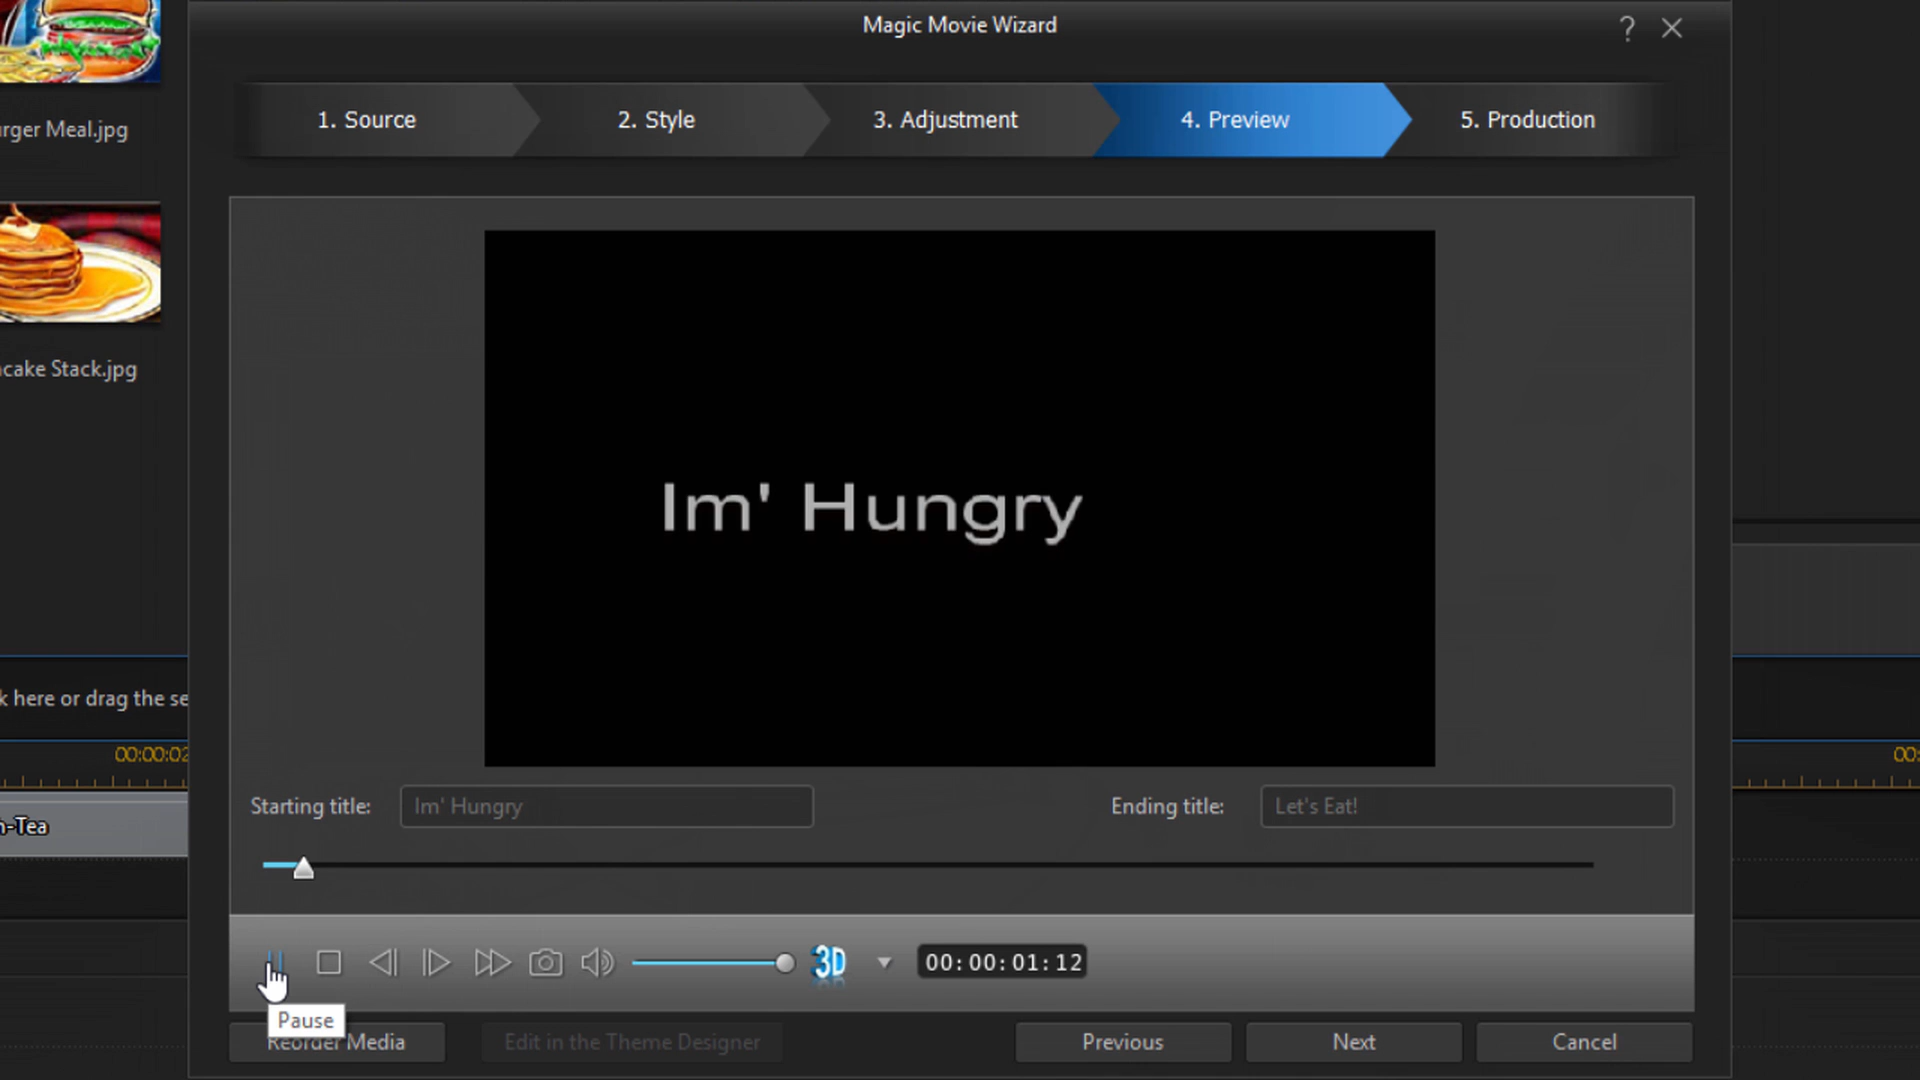 Magic Movie Wizard
?
1. Source
2. Style
3. Adjustment
4. Preview
5. Production
rger Meal.jpg
cake Stack.jpg
Im' Hungry
k here or drag the se
00:00:02
00:
-Tea
Starting title: Im' Hungry
Ending title: Let's Eat!
3D
00:00:01:12
Pause
Reorder Media
Edit in the Theme Designer
Previous
Next
Cancel